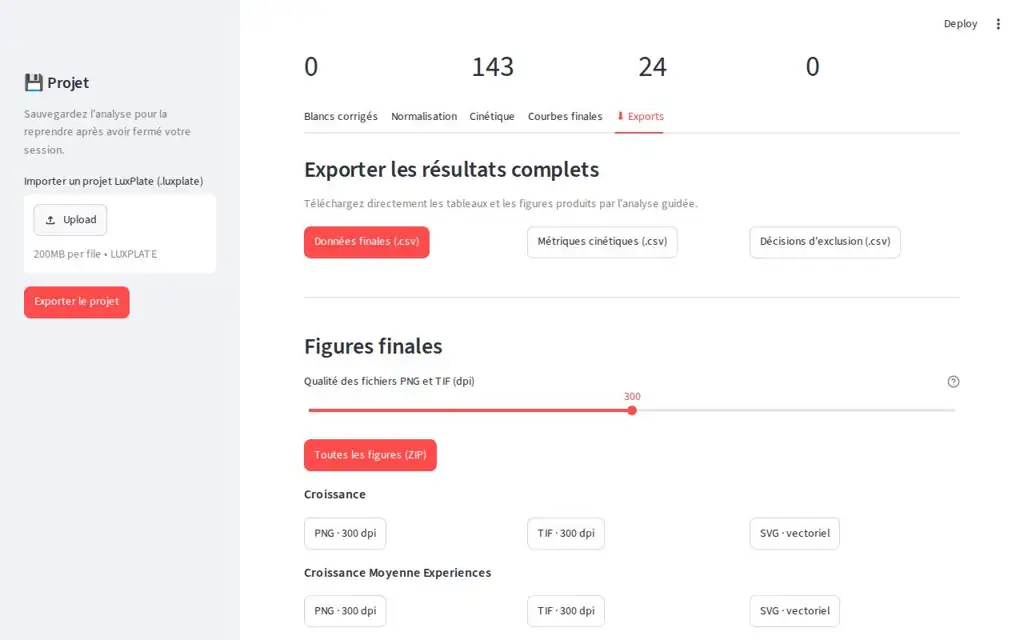 Deploy
💾 Projet
Sauvegardez l'analyse pour la
reprendre après avoir fermé votre
session.
Importer un projet LuxPlate (.luxplate)
Upload
200MB per file • LUXPLATE
Exporter le projet
0 143 24 0
Blancs corrigés Normalisation Cinétique Courbes finales ⬇ Exports
Exporter les résultats complets
Téléchargez directement les tableaux et les figures produits par l'analyse guidée.
Données finales (.csv) Métriques cinétiques (.csv) Décisions d'exclusion (.csv)
Figures finales
Qualité des fichiers PNG et TIF (dpi)
300
Toutes les figures (ZIP)
Croissance
PNG · 300 dpi TIF · 300 dpi SVG · vectoriel
Croissance Moyenne Experiences
PNG · 300 dpi TIF · 300 dpi SVG · vectoriel